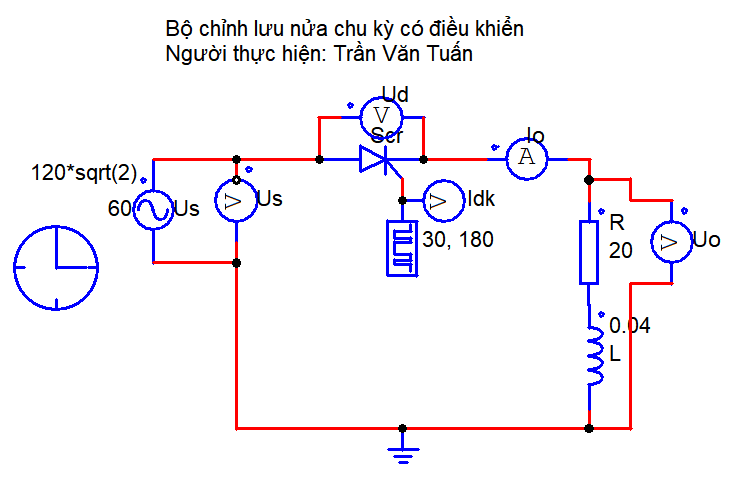 Bộ chỉnh lưu nửa chu kỳ có điều khiển
Người thực hiện: Trần Văn Tuấn
Ud
V
Scr
Io
A
120*sqrt(2)
60
Us
V
Us
V
Idk
30, 180
R
20
V
Uo
0.04
L